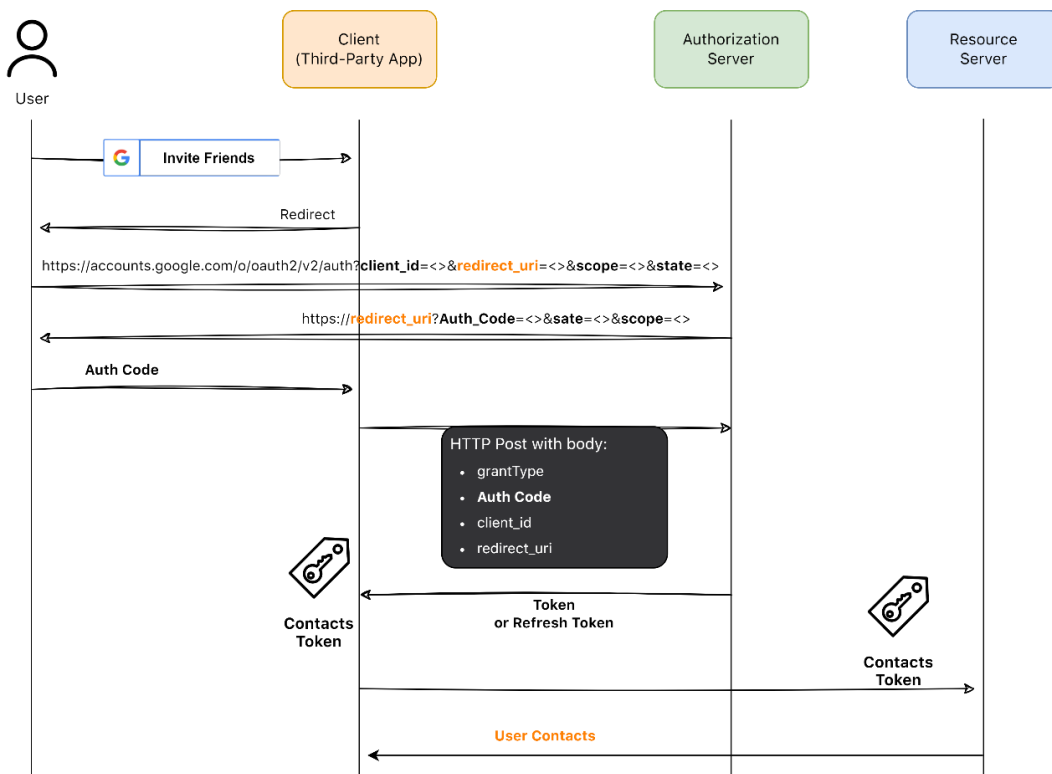 Client
(Third-Party App)
Authorization
Server
Resource
Server
User
G
Invite Friends
Redirect
https://accounts.google.com/o/oauth2/v2/auth?client_id=<>&redirect_uri=<>&scope=<>&state=<>
https://redirect_uri?Auth_Code=<>&sate=<>&scope=<>
Auth Code
HTTP Post with body:
• grantType
• Auth Code
• client_id
• redirect_uri
Token
or Refresh Token
Contacts
Token
Contacts
Token
User Contacts